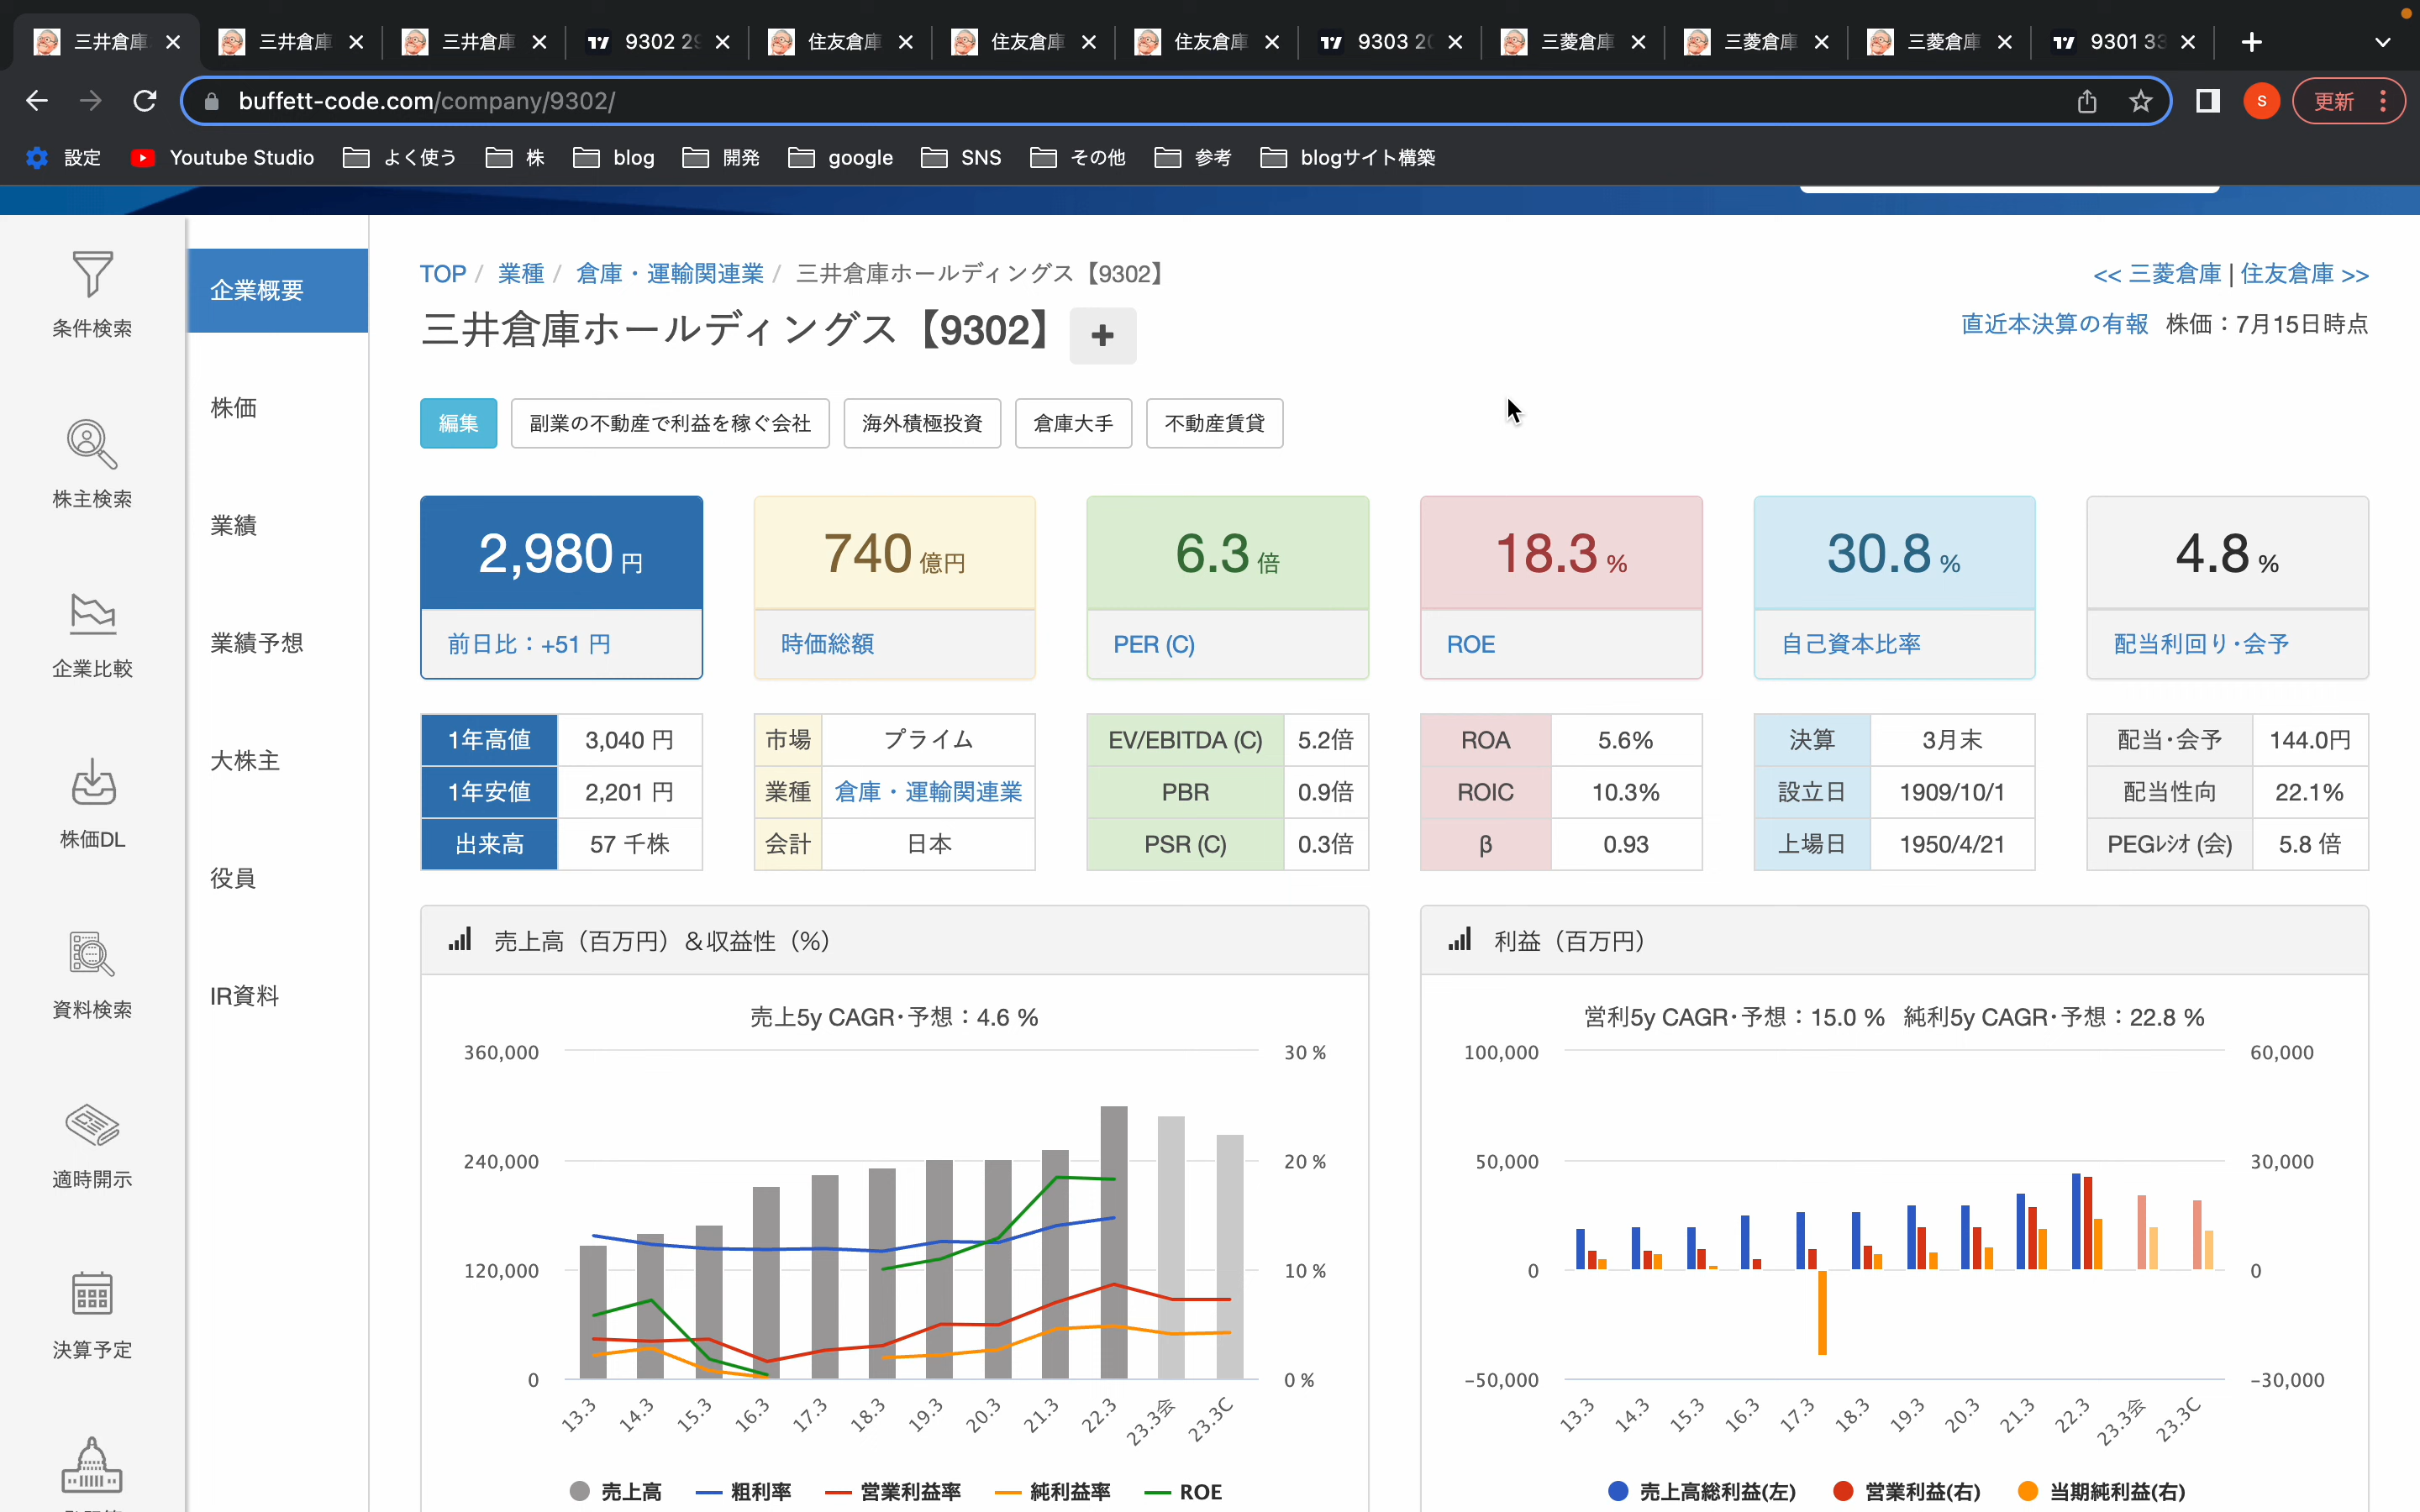 三井倉庫 三井倉庫 三井倉庫 9302 29 住友倉庫 住友倉庫 住友倉庫 9303 20 三菱倉庫 三菱倉庫 三菱倉庫 9301 33
buffett-code.com/company/9302/ S 更新
設定 Youtube Studio よく使う 株 blog 開発 google SNS その他 参考 blogサイト構築
条件検索
株主検索
企業比較
株価DL
資料検索
適時開示
決算予定
企業概要
株価
業績
業績予想
大株主
役員
IR資料
TOP / 業種 / 倉庫・運輸関連業 / 三井倉庫ホールディングス【9302】
<< 三菱倉庫 | 住友倉庫 >>
三井倉庫ホールディングス【9302】 +
直近本決算の有報 株価：7月15日時点
編集 副業の不動産で利益を稼ぐ会社 海外積極投資 倉庫大手 不動産賃貸
2,980 円 740 億円 6.3 倍 18.3 % 30.8 % 4.8 %
前日比：+51 円 時価総額 PER (C) ROE 自己資本比率 配当利回り･会予
1年高値 3,040 円 市場 プライム EV/EBITDA (C) 5.2倍 ROA 5.6% 決算 3月末 配当･会予 144.0円
1年安値 2,201 円 業種 倉庫・運輸関連業 PBR 0.9倍 ROIC 10.3% 設立日 1909/10/1 配当性向 22.1%
出来高 57 千株 会計 日本 PSR (C) 0.3倍 β 0.93 上場日 1950/4/21 PEGﾚｼｵ (会) 5.8 倍
売上高（百万円）＆収益性（%）
売上5y CAGR･予想：4.6 %
360,000 30 %
240,000 20 %
120,000 10 %
0 0 %
13.3 14.3 15.3 16.3 17.3 18.3 19.3 20.3 21.3 22.3 23.3会 23.3C
売上高 粗利率 営業利益率 純利益率 ROE
利益（百万円）
営利5y CAGR･予想：15.0 % 純利5y CAGR･予想：22.8 %
100,000 60,000
50,000 30,000
0 0
-50,000 -30,000
13.3 14.3 15.3 16.3 17.3 18.3 19.3 20.3 21.3 22.3 23.3会 23.3C
売上高総利益(左) 営業利益(右) 当期純利益(右)